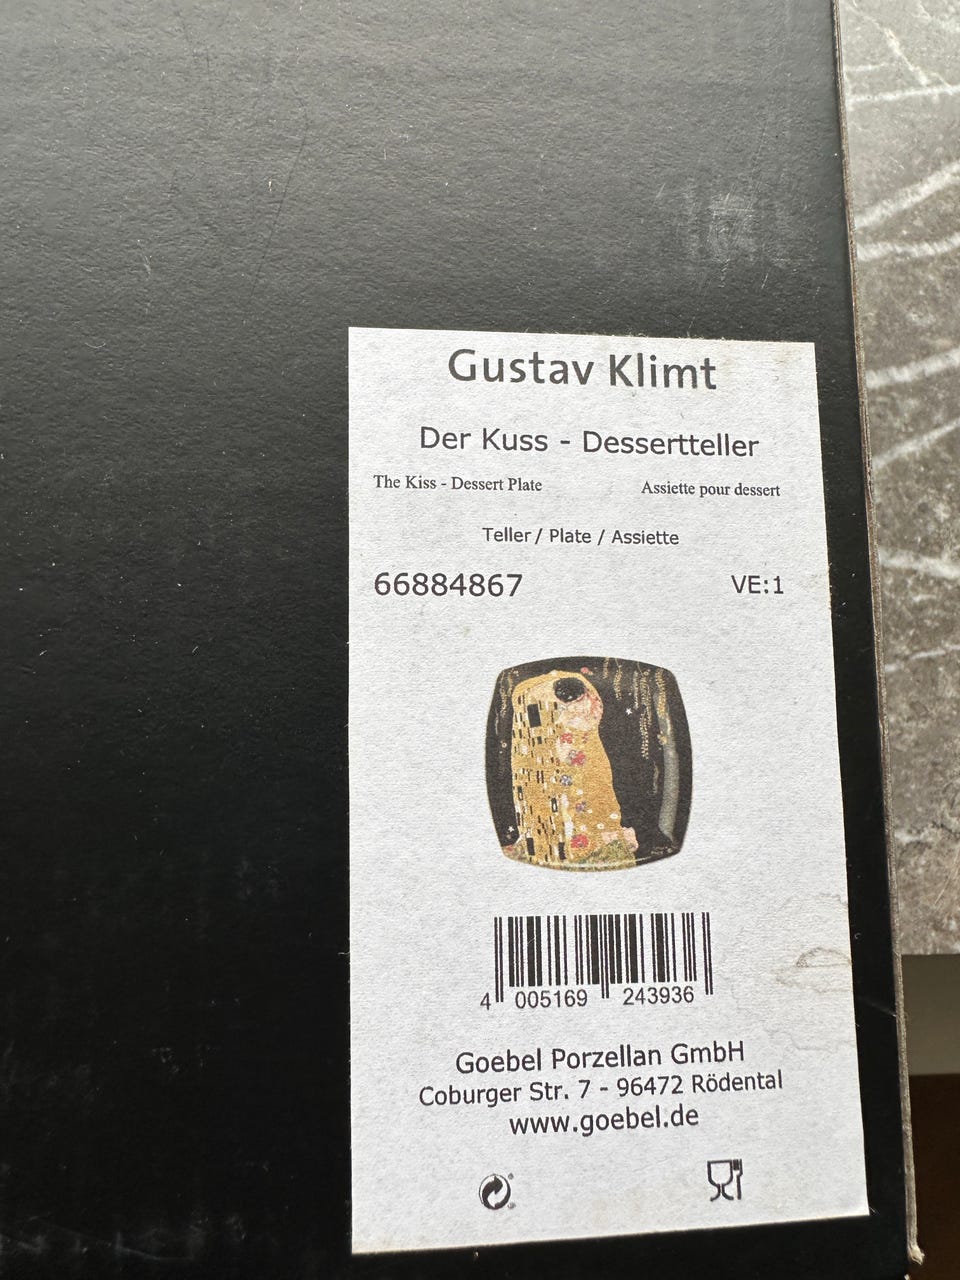 Gustav Klimt
Der Kuss - Dessertteller
The Kiss - Dessert Plate Assiette pour dessert
Teller / Plate / Assiette
66884867 VE:1
4 005169 243936
Goebel Porzellan GmbH
Coburger Str. 7 - 96472 Rödental
www.goebel.de